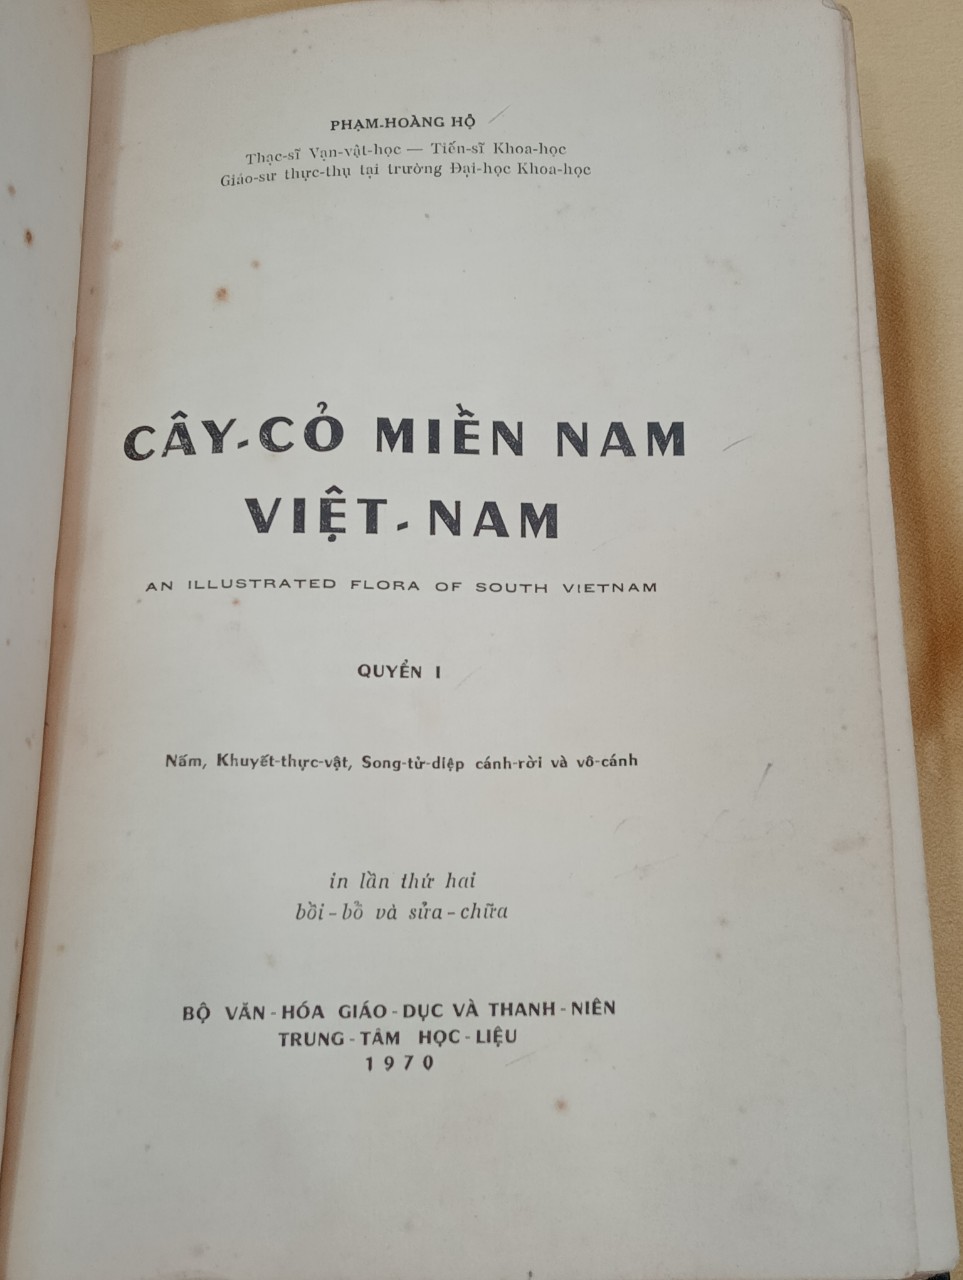 PHẠM-HOÀNG HỘ
Thạc-sĩ Vạn-vật-học — Tiến-sĩ Khoa-học
Giáo-sư thực-thụ tại trường Đại-học Khoa-học
CÂY-CỎ MIỀN NAM
VIỆT-NAM
AN ILLUSTRATED FLORA OF SOUTH VIETNAM
QUYỂN I
Nấm, Khuyết-thực-vật, Song-tử-diệp cánh-rời và vô-cánh
in lần thứ hai
bồi-bổ và sửa-chữa
BỘ VĂN-HÓA GIÁO-DỤC VÀ THANH-NIÊN
TRUNG-TÂM HỌC-LIỆU
1970